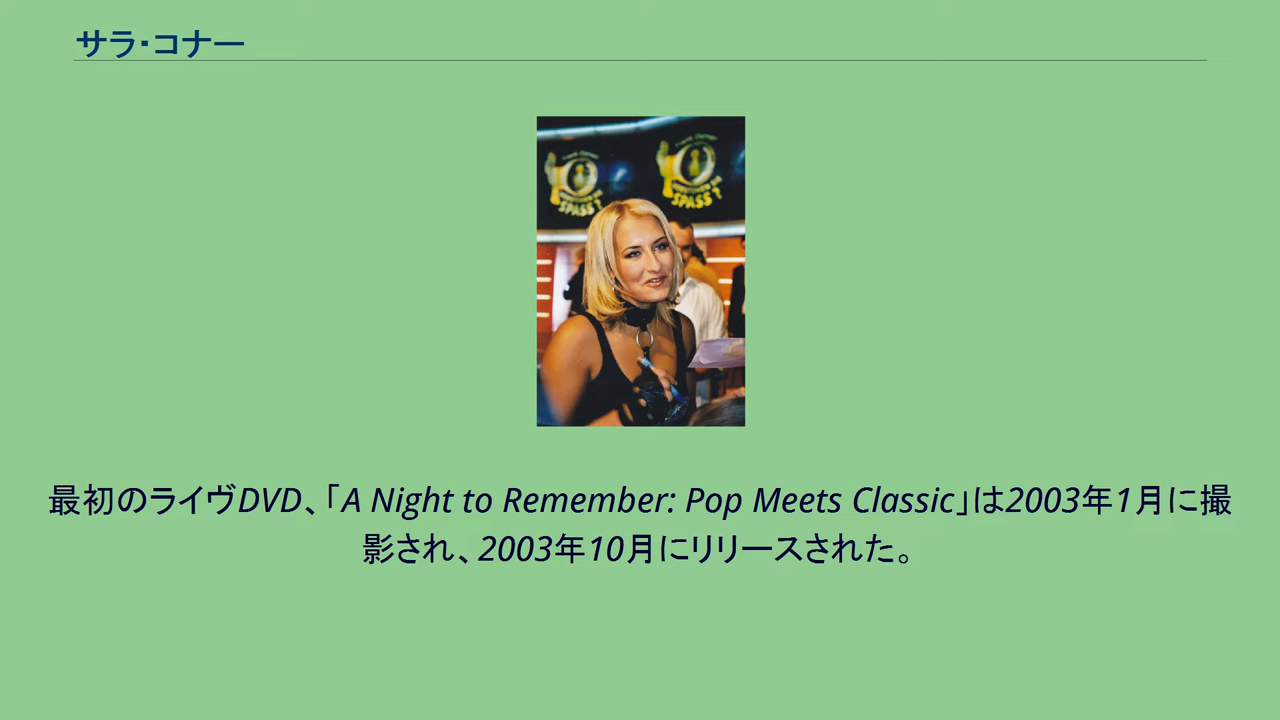 サラ・コナー
SPASS?
SPASS?
最初のライヴDVD、「A Night to Remember: Pop Meets Classic」は2003年1月に撮
影され、2003年10月にリリースされた。